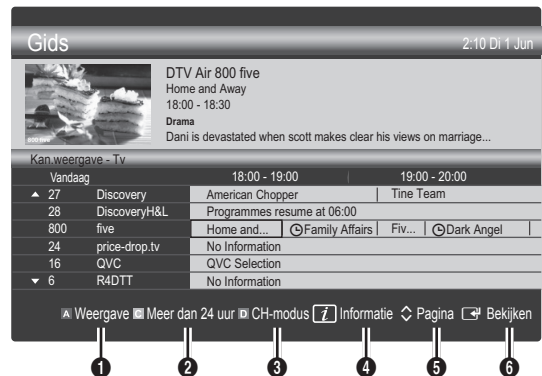 Gids
2:10 Di 1 Jun
DTV Air 800 five
Home and Away
18:00 - 18:30
Drama
Dani is devastated when scott makes clear his views on marriage...
800 five
Kan.weergave - Tv
Vandaag 18:00 - 19:00 19:00 - 20:00
▲ 27 Discovery American Chopper Tine Team
28 DiscoveryH&L Programmes resume at 06:00
800 five Home and... Family Affairs Fiv... Dark Angel
24 price-drop.tv No Information
16 QVC QVC Selection
▼ 6 R4DTT No Information
A Weergave C Meer dan 24 uur D CH-modus i Informatie Pagina Bekijken
1 2 3 4 5 6